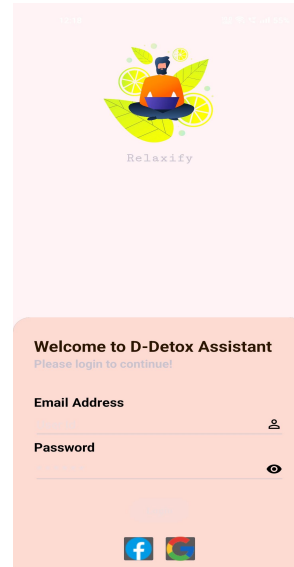 Relaxify
Welcome to D-Detox Assistant
Please login to continue!
Email Address
Password